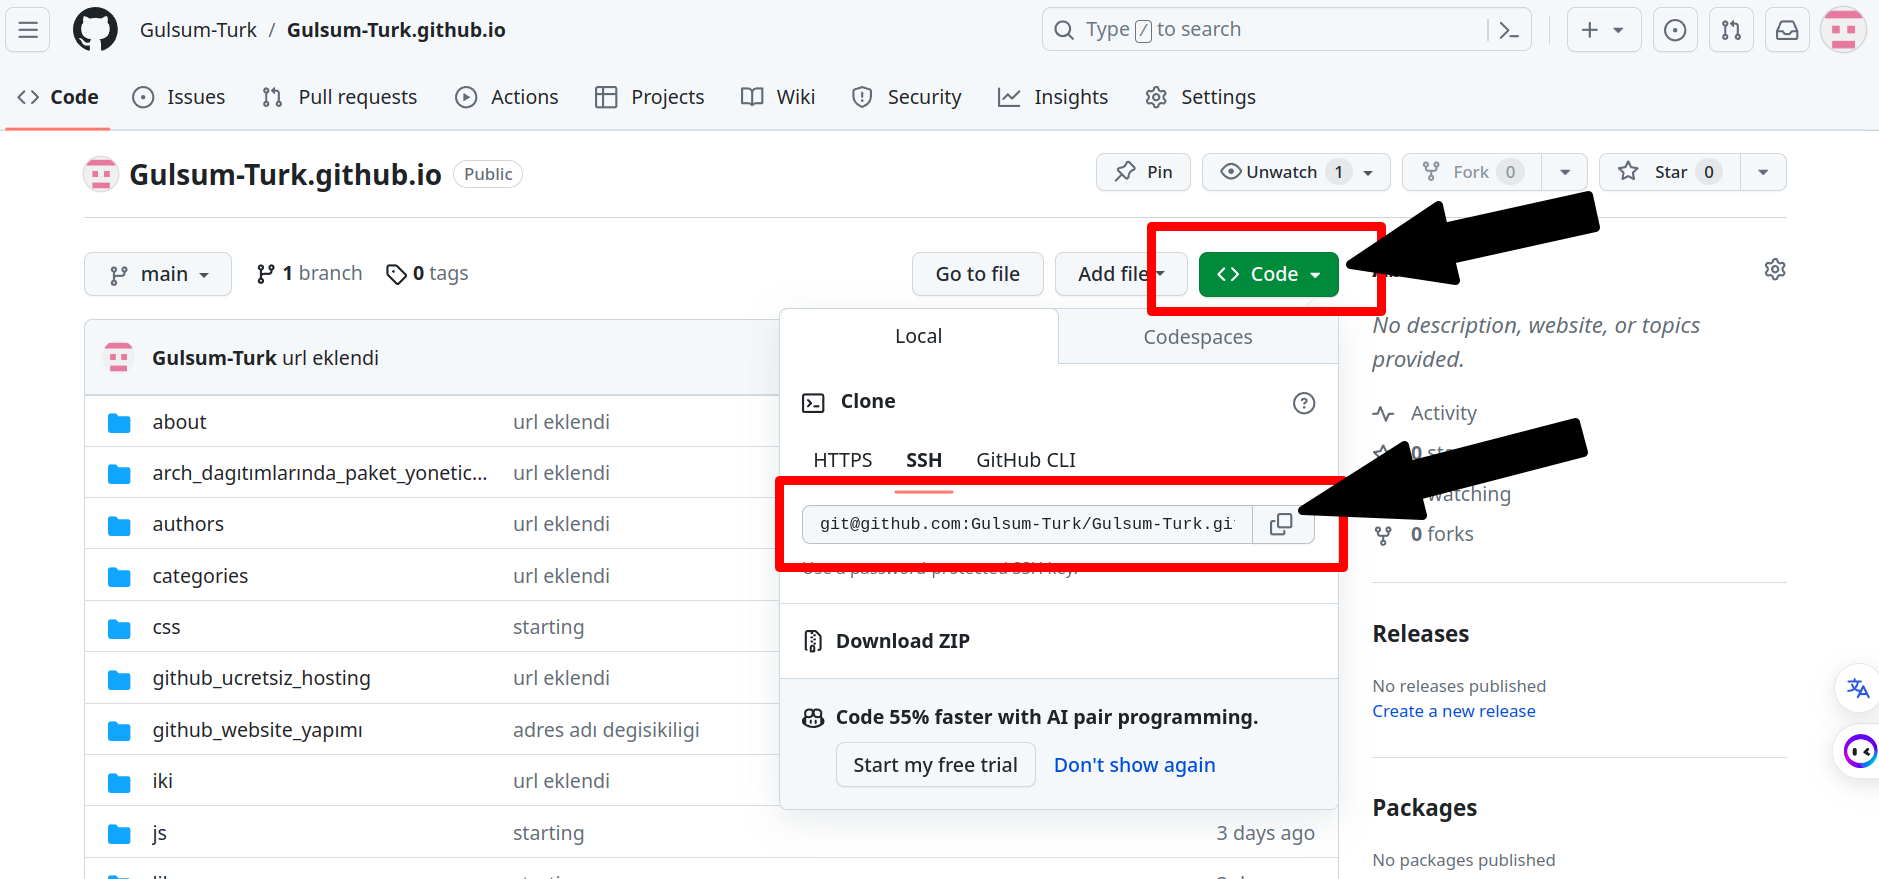 Gulsum-Turk / Gulsum-Turk.github.io
Type / to search
Code Issues Pull requests Actions Projects Wiki Security Insights Settings
Gulsum-Turk.github.io Public
Pin Unwatch 1 Fork 0 Star 0
main 1 branch 0 tags Go to file Add file Code
No description, website, or topics
provided.
Activity
0
watching
0 forks
Releases
No releases published
Create a new release
Packages
No packages published
Local Codespaces
Clone
HTTPS SSH GitHub CLI
git@github.com:Gulsum-Turk/Gulsum-Turk.gi
Use a password-protected SSH key.
Download ZIP
Code 55% faster with AI pair programming.
Start my free trial Don't show again
Gulsum-Turk url eklendi
about url eklendi
arch_dagıtımlarında_paket_yonetic... url eklendi
authors url eklendi
categories url eklendi
css starting
github_ucretsiz_hosting url eklendi
github_website_yapımı adres adı degisikiligi
iki url eklendi
js starting 3 days ago